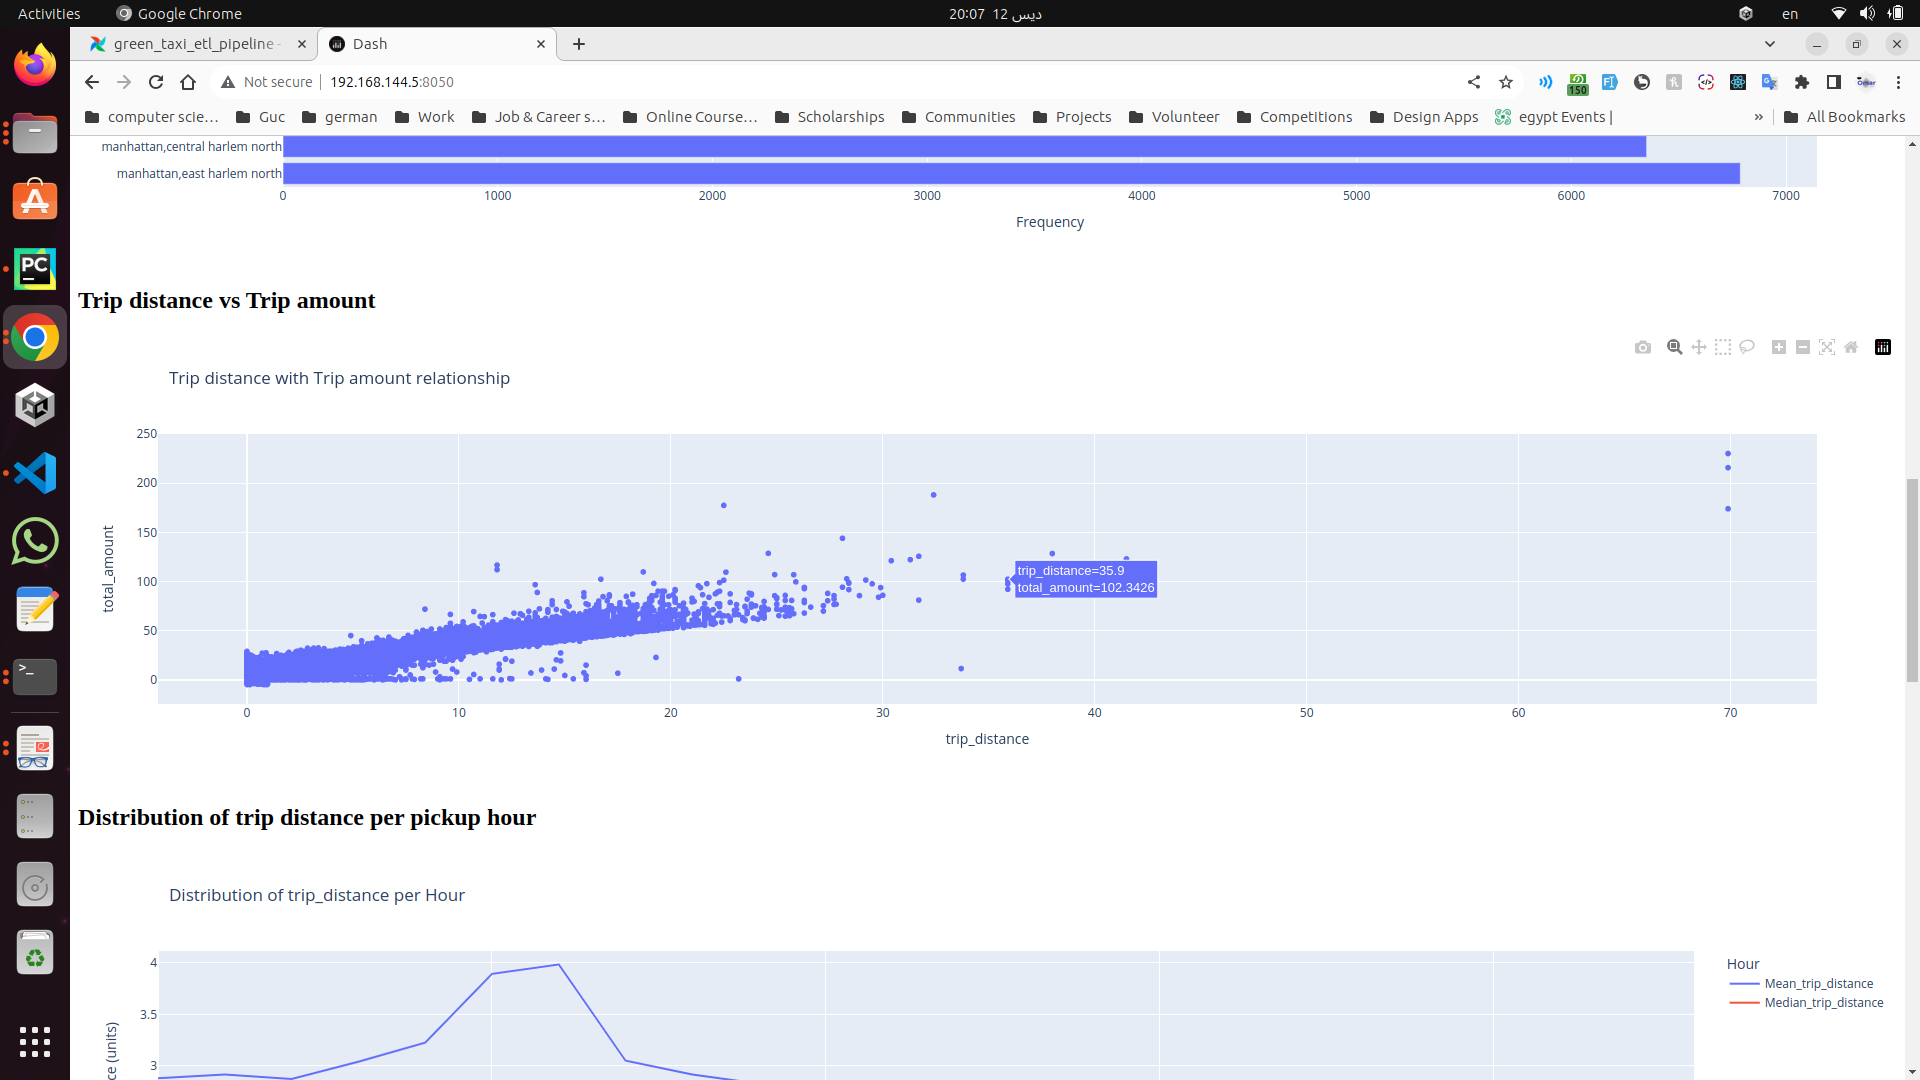 Activities
Google Chrome
20:07 12 ديس
en
green_taxi_etl_pipeline -
Dash
Not secure
192.168.144.5:8050
150
computer scie…
Guc
german
Work
Job & Career s…
Online Course…
Scholarships
Communities
Projects
Volunteer
Competitions
Design Apps
egypt Events |
»
All Bookmarks
manhattan,central harlem north
manhattan,east harlem north
0 1000 2000 3000 4000 5000 6000 7000
Frequency
Trip distance vs Trip amount
Trip distance with Trip amount relationship
250
200
150
100
50
0
total_amount
trip_distance=35.9
total_amount=102.3426
0 10 20 30 40 50 60 70
trip_distance
Distribution of trip distance per pickup hour
Distribution of trip_distance per Hour
4
3.5
3
ce (units)
Hour
Mean_trip_distance
Median_trip_distance
PC